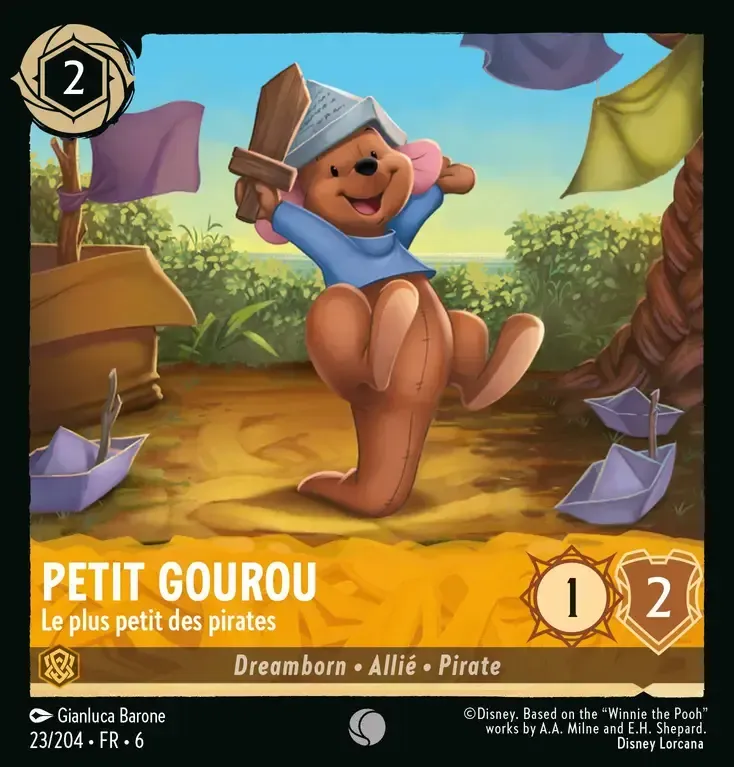 2
PETIT GOUROU
Le plus petit des pirates
1
2
Dreamborn • Allié • Pirate
Gianluca Barone
23/204 • FR • 6
©Disney. Based on the “Winnie the Pooh”
works by A.A. Milne and E.H. Shepard.
Disney Lorcana